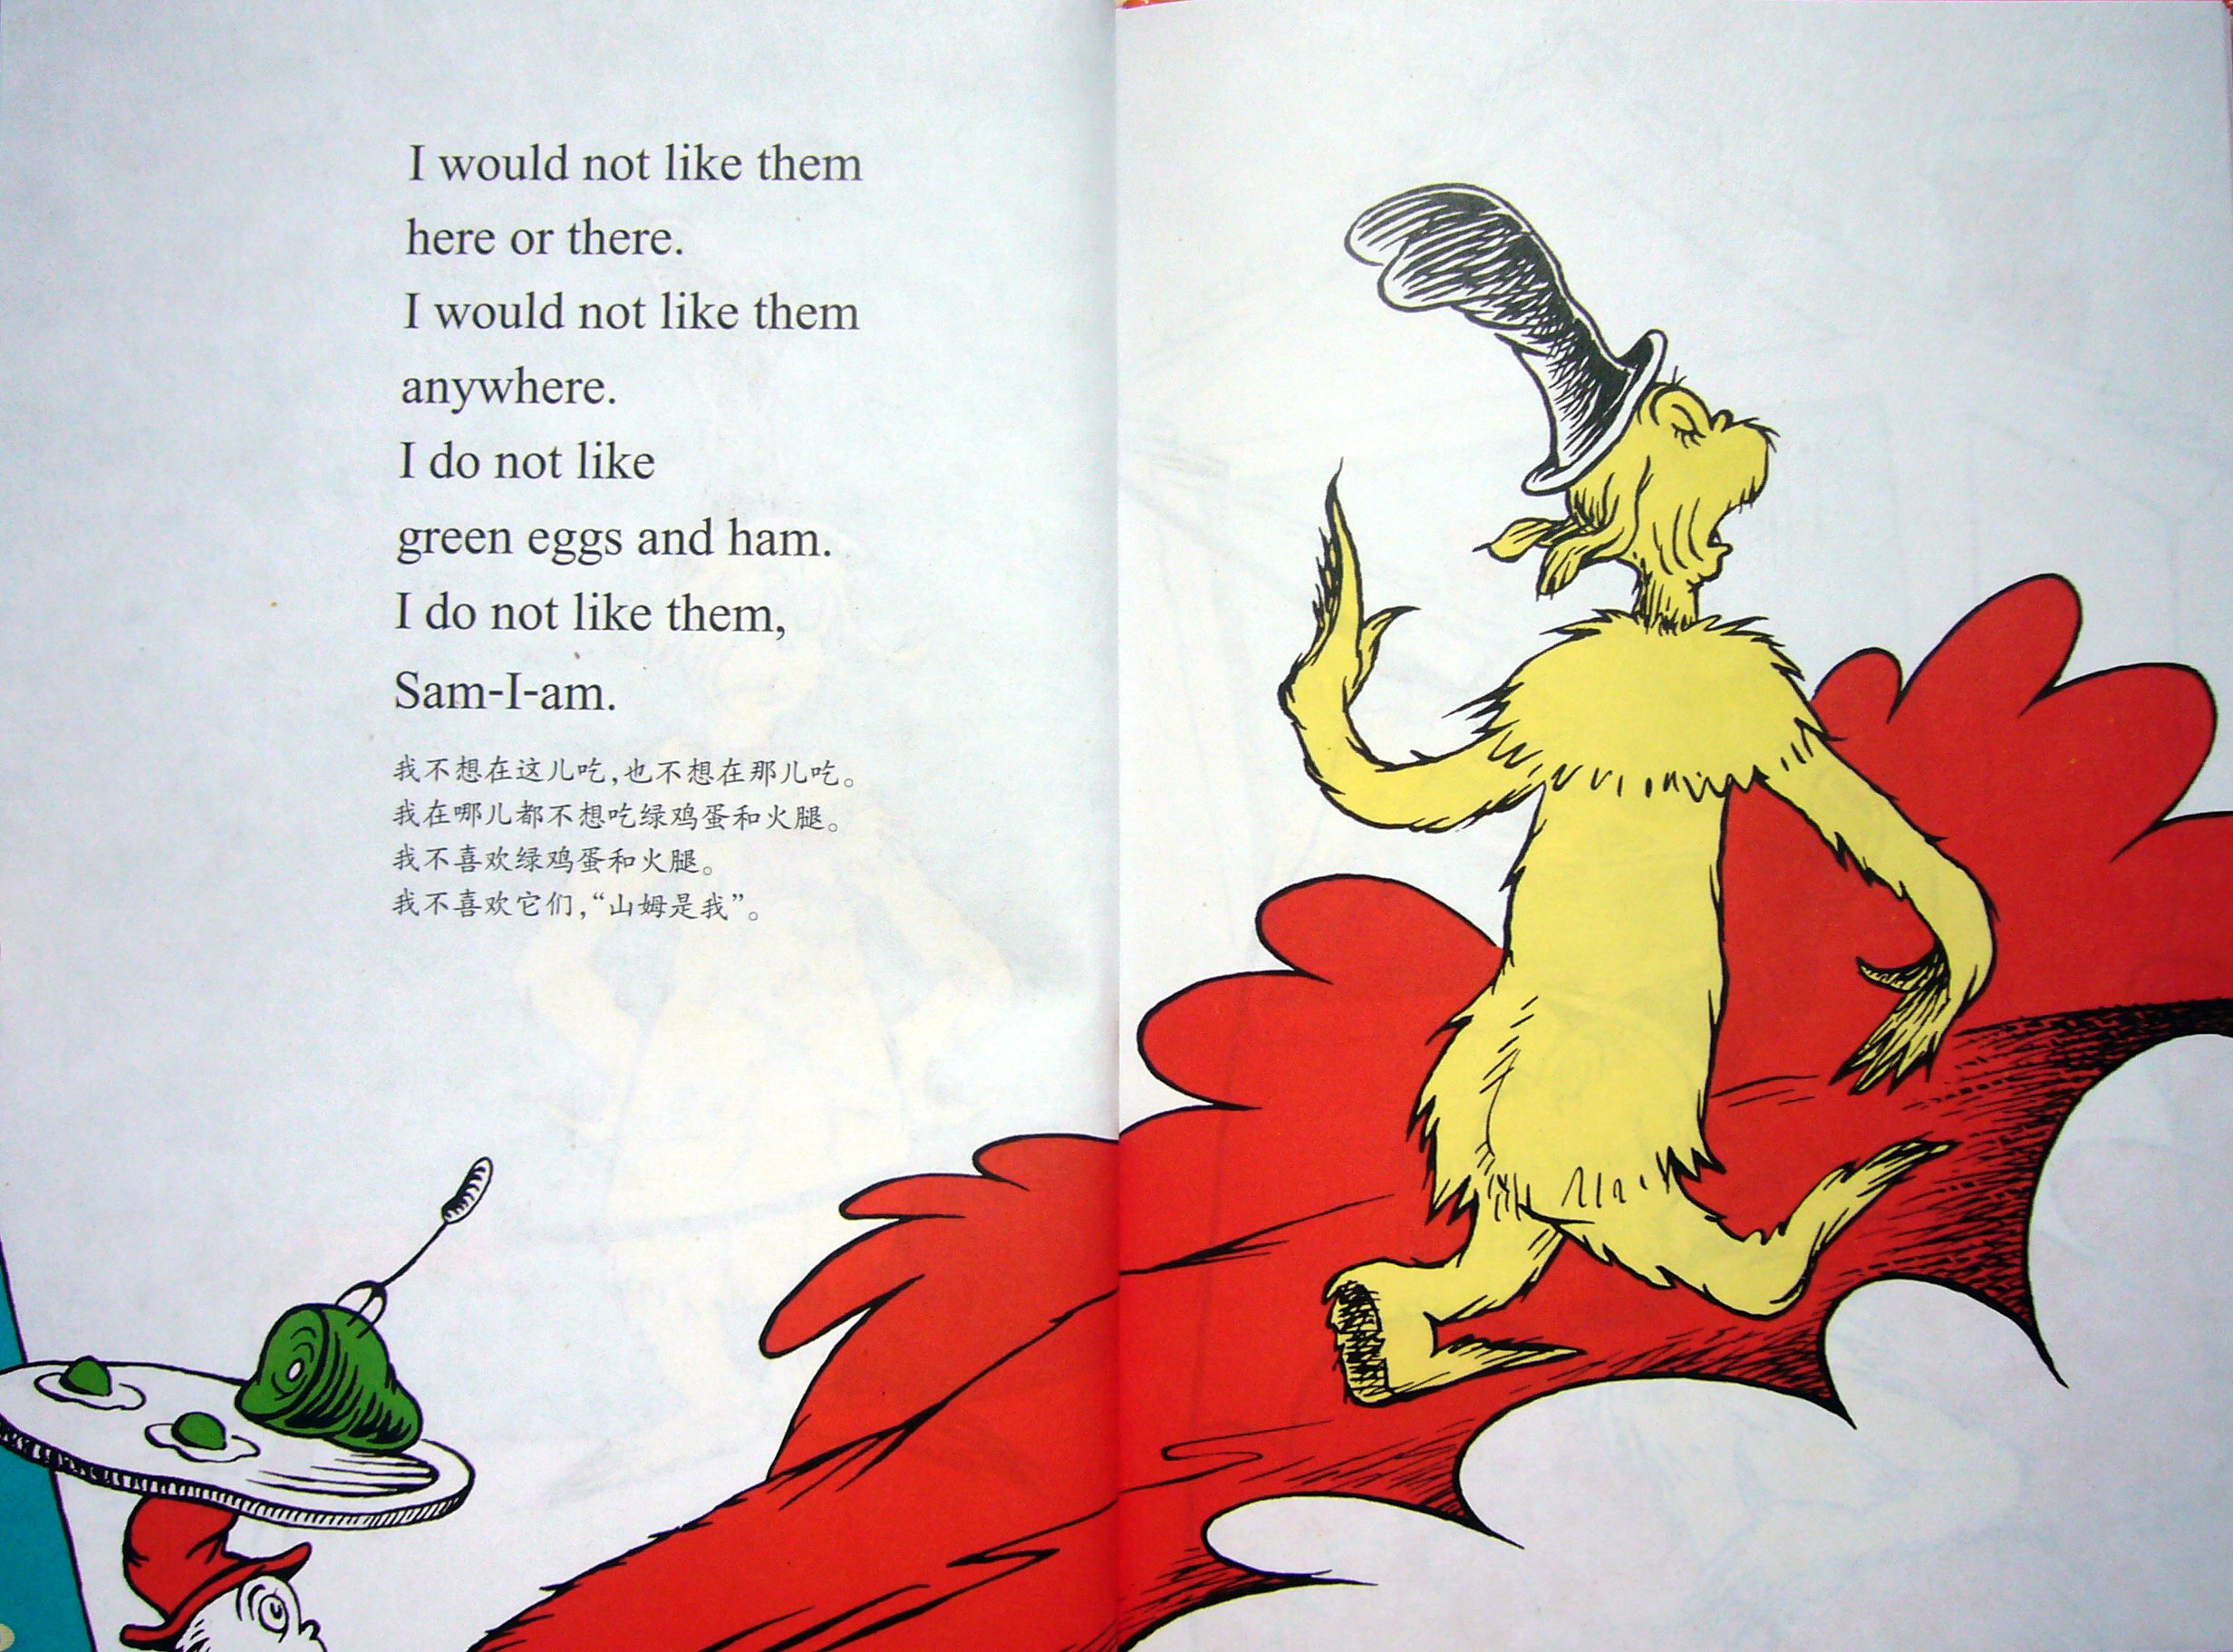 I would not like them
here or there.
I would not like them
anywhere.
I do not like
green eggs and ham.
I do not like them,
Sam-I-am.
我不想在这儿吃，也不想在那儿吃。
我在哪儿都不想吃绿鸡蛋和火腿。
我不喜欢绿鸡蛋和火腿。
我不喜欢它们，“山姆是我”。